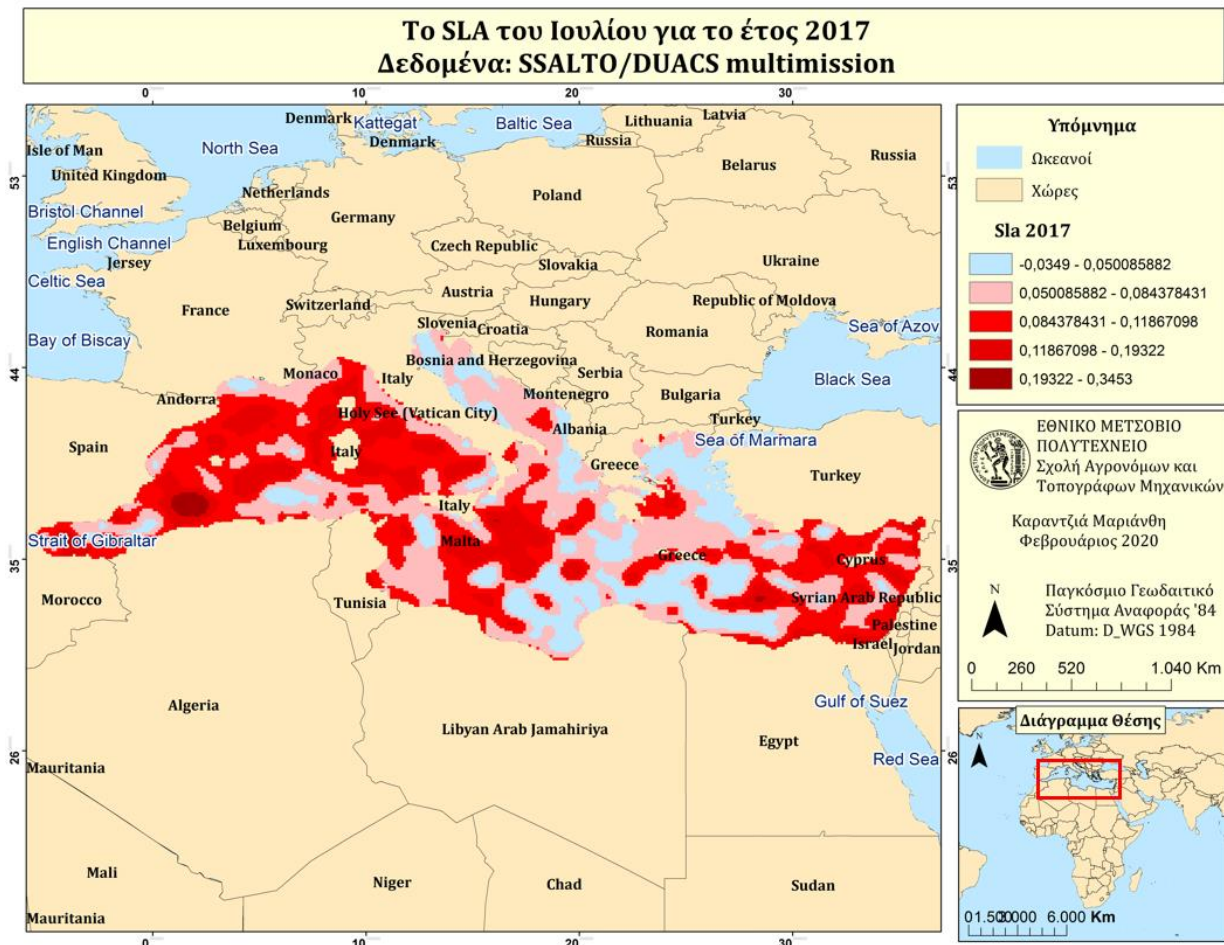 Το SLA του Ιουλίου για το έτος 2017
Δεδομένα: SSALTO/DUACS multimission
0
10
20
30
Denmark
Kattegat
Denmark
Baltic Sea
Lithuania
Latvia
Russia
Belarus
Russia
Isle of Man
North Sea
53
United Kingdom
Netherlands
Poland
53
Bristol Channel
Belgium
Germany
English Channel
Luxembourg
Czech Republic
Jersey
Slovakia
Ukraine
Celtic Sea
Austria
France
Switzerland
Hungary
Republic of Moldova
Slovenia
Croatia
Romania
Sea of Azov
Bay of Biscay
Bosnia and Herzegovina
44
Monaco
Italy
Serbia
Black Sea
44
Andorra
Montenegro
Bulgaria
Holy See (Vatican City)
Albania
Turkey
Spain
Italy
Greece
Sea of Marmara
Turkey
Italy
Strait of Gibraltar
Malta
Greece
Cyprus
35
35
Morocco
Tunisia
Syrian Arab Republic
Palestine
Israel
Jordan
Algeria
Libyan Arab Jamahiriya
Egypt
Gulf of Suez
26
Red Sea
26
Mauritania
Mali
Niger
Chad
Sudan
Mauritania
0
10
20
30
Υπόμνημα
Ωκεανοί
Χώρες
Sla 2017
-0,0349 - 0,050085882
0,050085882 - 0,084378431
0,084378431 - 0,11867098
0,11867098 - 0,19322
0,19322 - 0,3453
ΕΘΝΙΚΟ ΜΕΤΣΟΒΙΟ
ΠΟΛΥΤΕΧΝΕΙΟ
Σχολή Αγρονόμων και
Τοπογράφων Μηχανικών
Καραντζιά Μαριάνθη
Φεβρουάριος 2020
N
Παγκόσμιο Γεωδαιτικό
Σύστημα Αναφοράς '84
Datum: D_WGS 1984
0 260 520 1.040 Km
Διάγραμμα Θέσης
N
0 1.500 3.000 6.000 Km